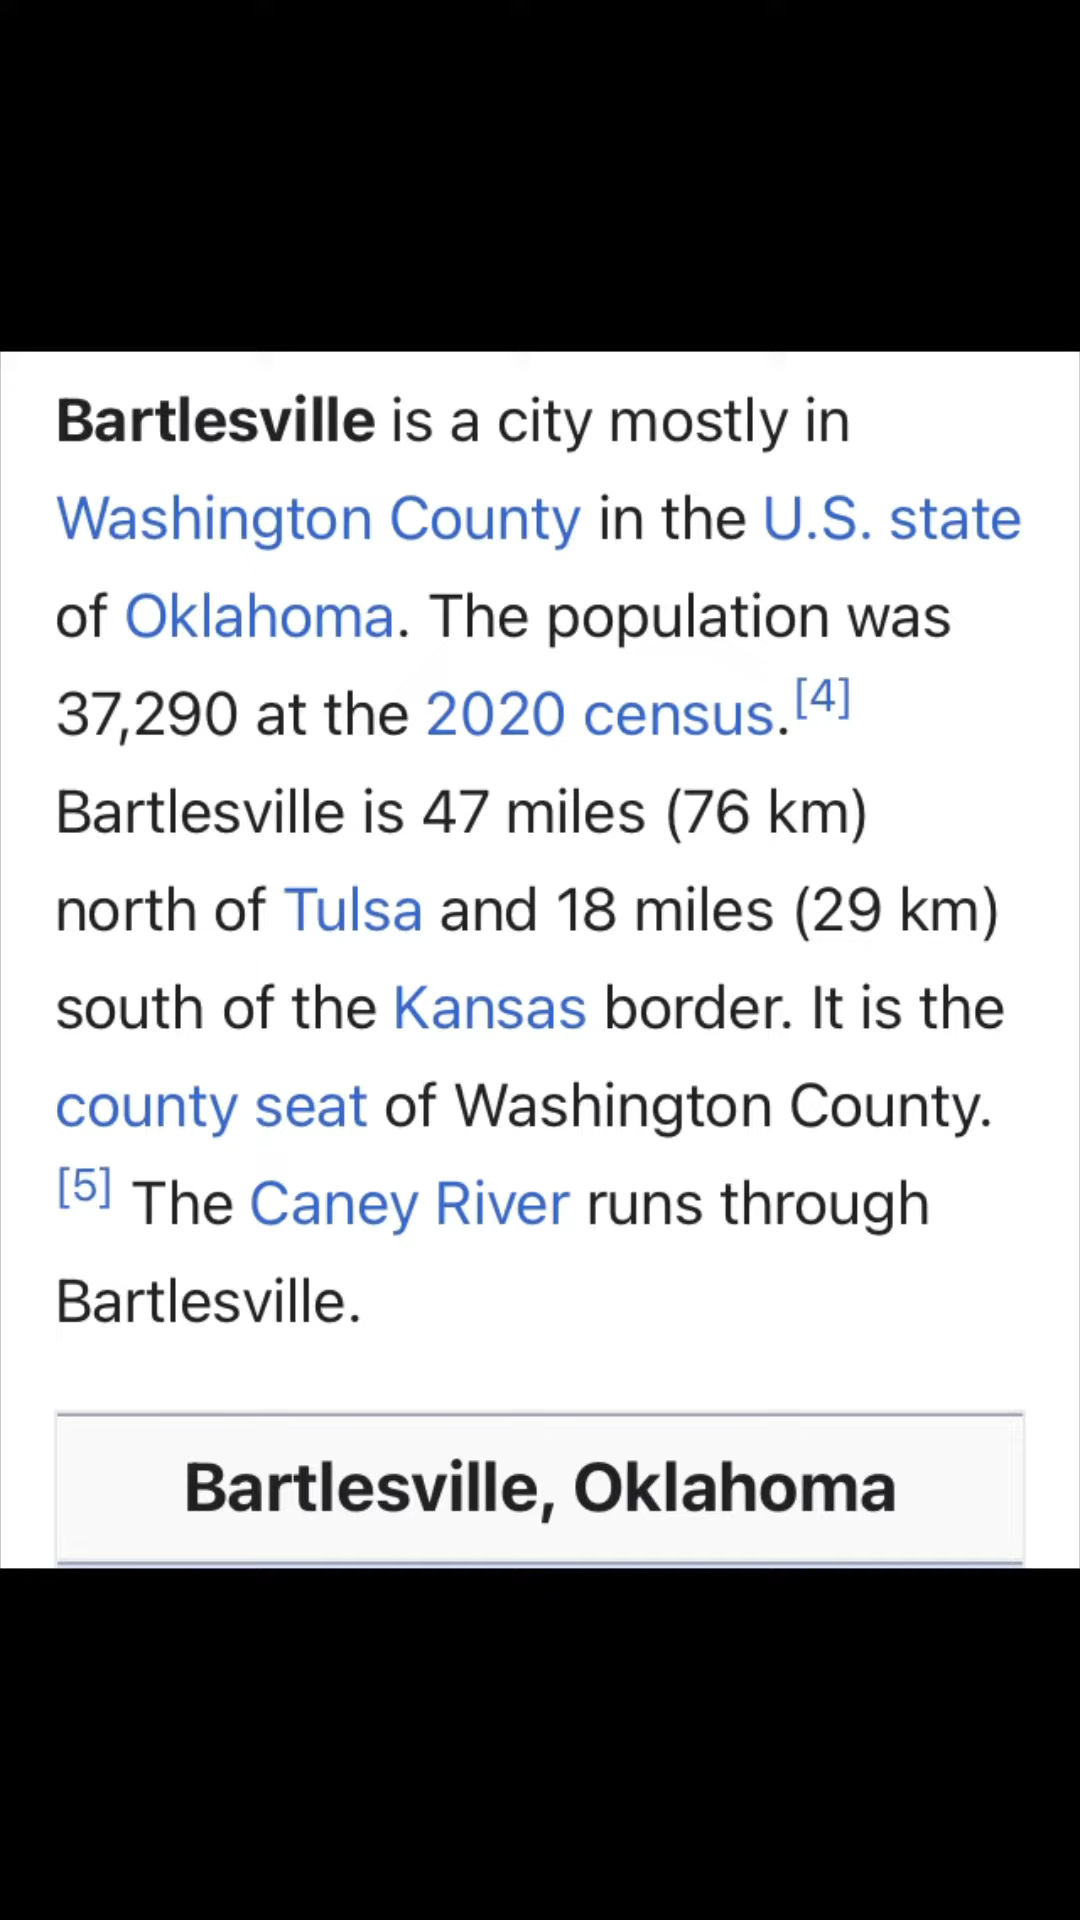 Bartlesville is a city mostly in
Washington County in the U.S. state
of Oklahoma. The population was
37,290 at the 2020 census.[4]
Bartlesville is 47 miles (76 km)
north of Tulsa and 18 miles (29 km)
south of the Kansas border. It is the
county seat of Washington County.
[5] The Caney River runs through
Bartlesville.
Bartlesville, Oklahoma